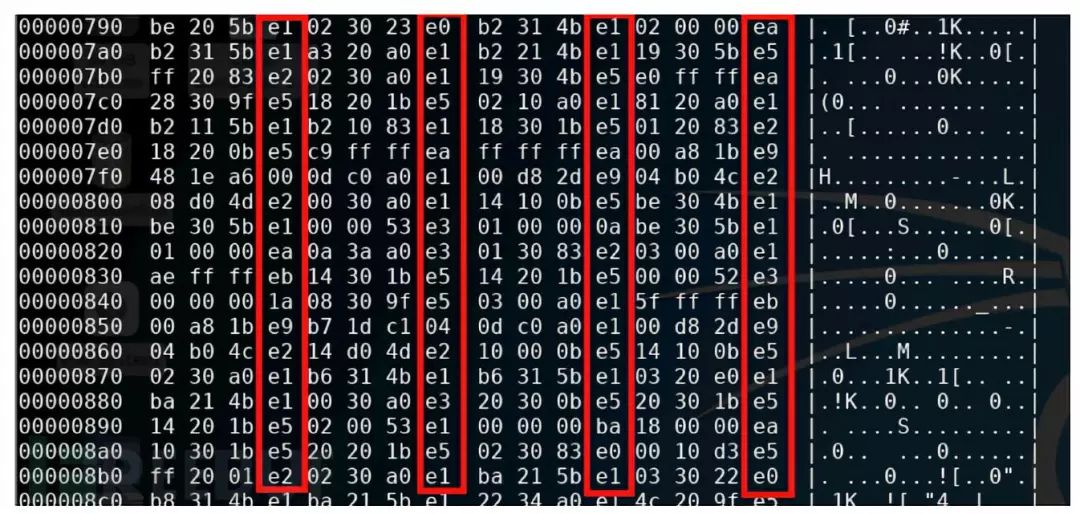 00000790 be 20 5b e1 02 30 23 e0 b2 31 4b e1 02 00 00 ea |. [..0#..1K.....|
000007a0 b2 31 5b e1 a3 20 a0 e1 b2 21 4b e1 19 30 5b e5 |.1[.. ...!K..0[.|
000007b0 ff 20 83 e2 02 30 a0 e1 19 30 4b e5 e0 ff ff ea |. ...0...0K.....|
000007c0 28 30 9f e5 18 20 1b e5 02 10 a0 e1 81 20 a0 e1 |(0... ....... ..|
000007d0 b2 11 5b e1 b2 10 83 e1 18 30 1b e5 01 20 83 e2 |..[......0... ..|
000007e0 18 20 0b e5 c9 ff ff ea ff ff ff ea 00 a8 1b e9 |. ..............|
000007f0 48 1e a6 00 0d c0 a0 e1 00 d8 2d e9 04 b0 4c e2 |H.........-...L.|
00000800 08 d0 4d e2 00 30 a0 e1 14 10 0b e5 be 30 4b e1 |..M..0.......0K.|
00000810 be 30 5b e1 00 00 53 e3 01 00 00 0a be 30 5b e1 |.0[...S......0[.|
00000820 01 00 00 ea 0a 3a a0 e3 01 30 83 e2 03 00 a0 e1 |.....:...0......|
00000830 ae ff ff eb 14 30 1b e5 14 20 1b e5 00 00 52 e3 |.....0... ....R.|
00000840 00 00 00 1a 08 30 9f e5 03 00 a0 e1 5f ff ff eb |.....0......_...|
00000850 00 a8 1b e9 b7 1d c1 04 0d c0 a0 e1 00 d8 2d e9 |..............-.|
00000860 04 b0 4c e2 14 d0 4d e2 10 00 0b e5 14 10 0b e5 |..L...M.........|
00000870 02 30 a0 e1 b6 31 4b e1 b6 31 5b e1 03 20 e0 e1 |.0...1K..1[.. ..|
00000880 ba 21 4b e1 00 30 a0 e3 20 30 0b e5 20 30 1b e5 |.!K..0.. 0.. 0..|
00000890 14 20 1b e5 02 00 53 e1 00 00 00 ba 18 00 00 ea |. ....S.........|
000008a0 10 30 1b e5 20 20 1b e5 02 30 83 e0 00 10 d3 e5 |.0..  ...0......|
000008b0 ff 20 01 e2 02 30 a0 e1 ba 21 5b e1 03 30 22 e0 |. ...0...![..0".|
000008c0 b8 31 4b e1 ba 21 5b e1 22 34 a0 e1 4c 20 9f e5 |.1K..![."4..L ..|